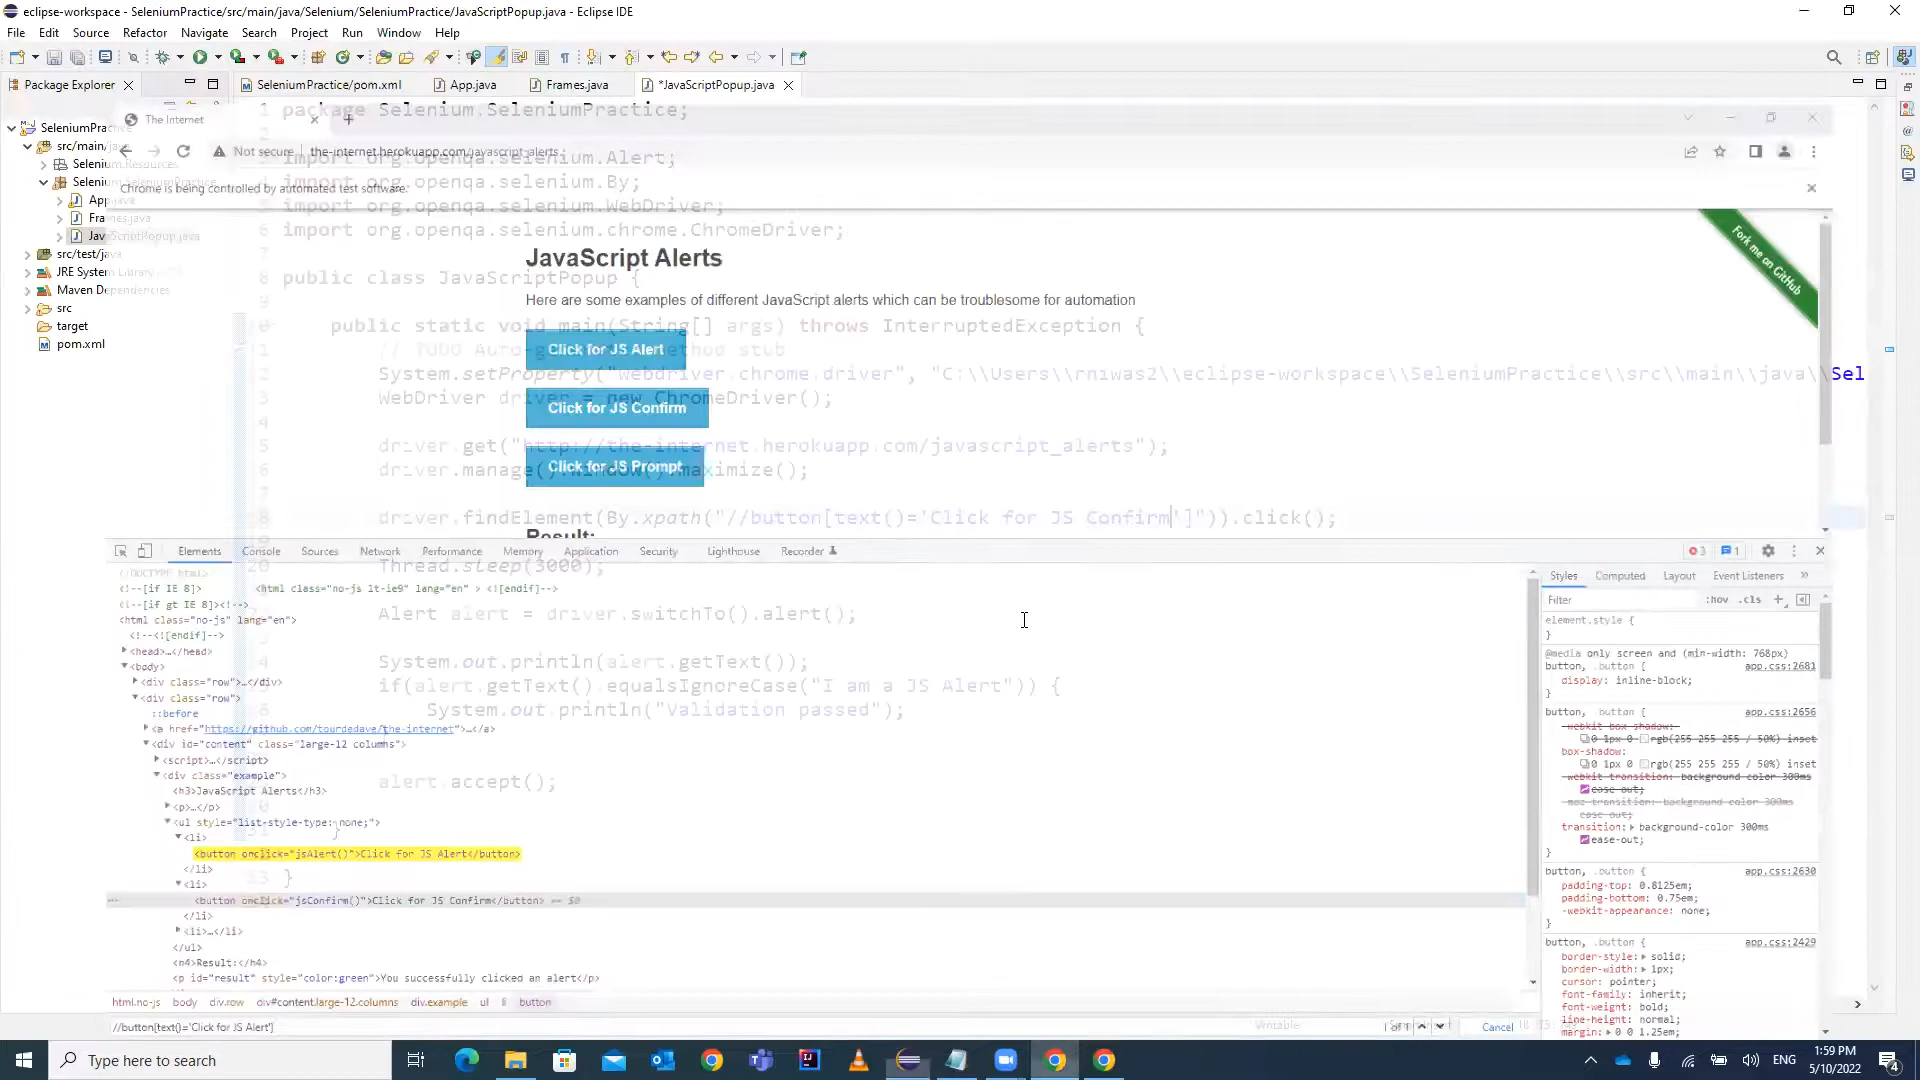 eclipse-workspace - SeleniumPractice/src/main/java/Selenium/SeleniumPractice/JavaScriptPopup.java - Eclipse IDE
File Edit Source Refactor Navigate Search Project Run Window Help
Package Explorer
SeleniumPractice/pom.xml App.java Frames.java *JavaScriptPopup.java
1 package Selenium.SeleniumPractice;
The Internet
SeleniumPractice
src/main/java
Not secure the-internet.herokuapp.com/javascript_alerts
import org.openqa.selenium.Alert;
Selenium.Resources
import org.openqa.selenium.By;
Selenium.SeleniumPractice
Chrome is being controlled by automated test software.
App.java
import org.openqa.selenium.WebDriver;
Frames.java
6 import org.openqa.selenium.chrome.ChromeDriver;
JavaScriptPopup.java
7
src/test/java
JavaScript Alerts
Fork me on GitHub
JRE System Library
8 public class JavaScriptPopup {
Maven Dependencies
9
Here are some examples of different JavaScript alerts which can be troublesome for automation
src
public static void main(String[] args) throws InterruptedException {
target
pom.xml
// TODO Auto-generated method stub
Click for JS Alert
System.setProperty("webdriver.chrome.driver", "C:\\Users\\rniwas2\\eclipse-workspace\\SeleniumPractice\\src\\main\\java\\Sel
WebDriver driver = new ChromeDriver();
Click for JS Confirm
driver.get("http://the-internet.herokuapp.com/javascript_alerts");
driver.manage().window().maximize();
Click for JS Prompt
driver.findElement(By.xpath("//button[text()='Click for JS Confirm']")).click();
Result:
Elements Console Sources Network Performance Memory Application Security Lighthouse Recorder 3 1
20 Thread.sleep(3000);
<!DOCTYPE html>
<!--[if IE 8]> <html class="no-js lt-ie9" lang="en" > <![endif]-->
<!--[if gt IE 8]><!-->
<html class="no-js" lang="en">
Alert alert = driver.switchTo().alert();
<!--<![endif]-->
<head>…</head>
System.out.println(alert.getText());
<body>
<div class="row">…</div>
if(alert.getText().equalsIgnoreCase("I am a JS Alert")) {
<div class="row">
System.out.println("Validation passed");
::before
<a href="https://github.com/tourdedave/the-internet">…</a>
<div id="content" class="large-12 columns">
<script>…</script>
<div class="example">
alert.accept();
<h3>JavaScript Alerts</h3>
<p>…</p>
<ul style="list-style-type: none;">
}
<li>
<button onclick="jsAlert()">Click for JS Alert</button>
</li>
}
<li>
<button onclick="jsConfirm()">Click for JS Confirm</button> == $0
</li>
<li>…</li>
</ul>
<h4>Result:</h4>
<p id="result" style="color:green">You successfully clicked an alert</p>
html.no-js body div.row div#content.large-12.columns div.example ul li button
//button[text()='Click for JS Alert'] 1 of 1 Cancel
Styles Computed Layout Event Listeners »
Filter :hov .cls +
element.style {
}
@media only screen and (min-width: 768px)
button, .button { app.css:2681
display: inline-block;
}
button, .button { app.css:2656
-webkit-box-shadow:
0 1px 0 rgb(255 255 255 / 50%) inset
box-shadow:
0 1px 0 rgb(255 255 255 / 50%) inset
-webkit-transition: background-color 300ms
ease-out;
-moz-transition: background-color 300ms
ease-out;
transition: background-color 300ms
ease-out;
}
button, .button { app.css:2630
padding-top: 0.8125em;
padding-bottom: 0.75em;
-webkit-appearance: none;
}
button, .button { app.css:2429
border-style: solid;
border-width: 1px;
cursor: pointer;
font-family: inherit;
font-weight: bold;
line-height: normal;
margin: 0 0 1.25em;
Writable
Type here to search
ENG
1:59 PM
5/10/2022
4